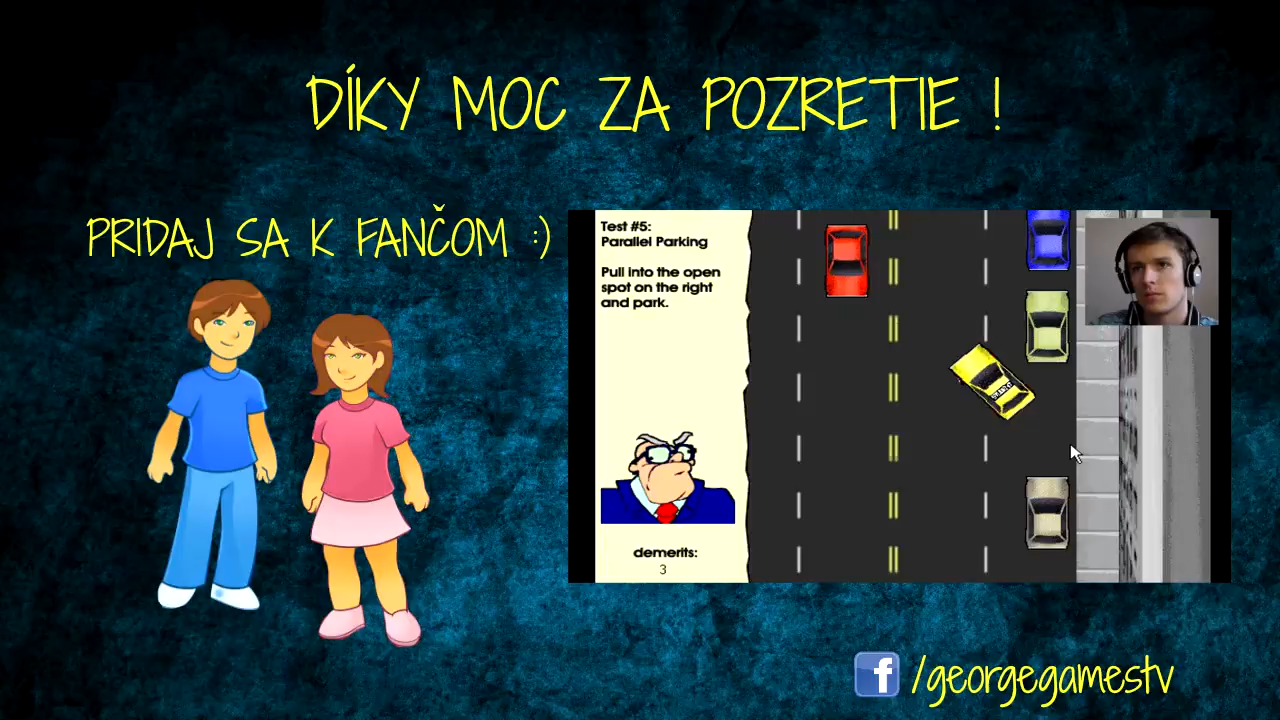 DÍKY MOC ZA POZRETIE !
PRIDAJ SA K FANČOM :)
Test #5:
Parallel Parking
Pull into the open
spot on the right
and park.
demerits:
3
f /georgegamestv